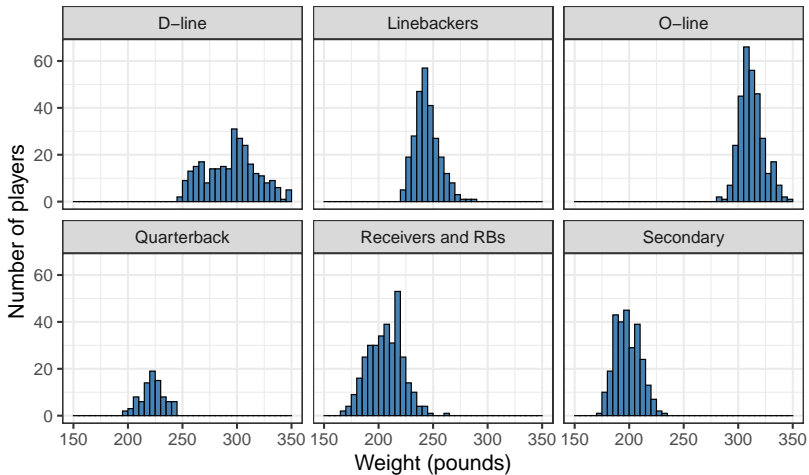 D−line Linebackers O−line
60
40
20
0
Quarterback Receivers and RBs Secondary
60
40
20
0
150 200 250 300 350 150 200 250 300 350 150 200 250 300 350
Weight (pounds)
Number of players